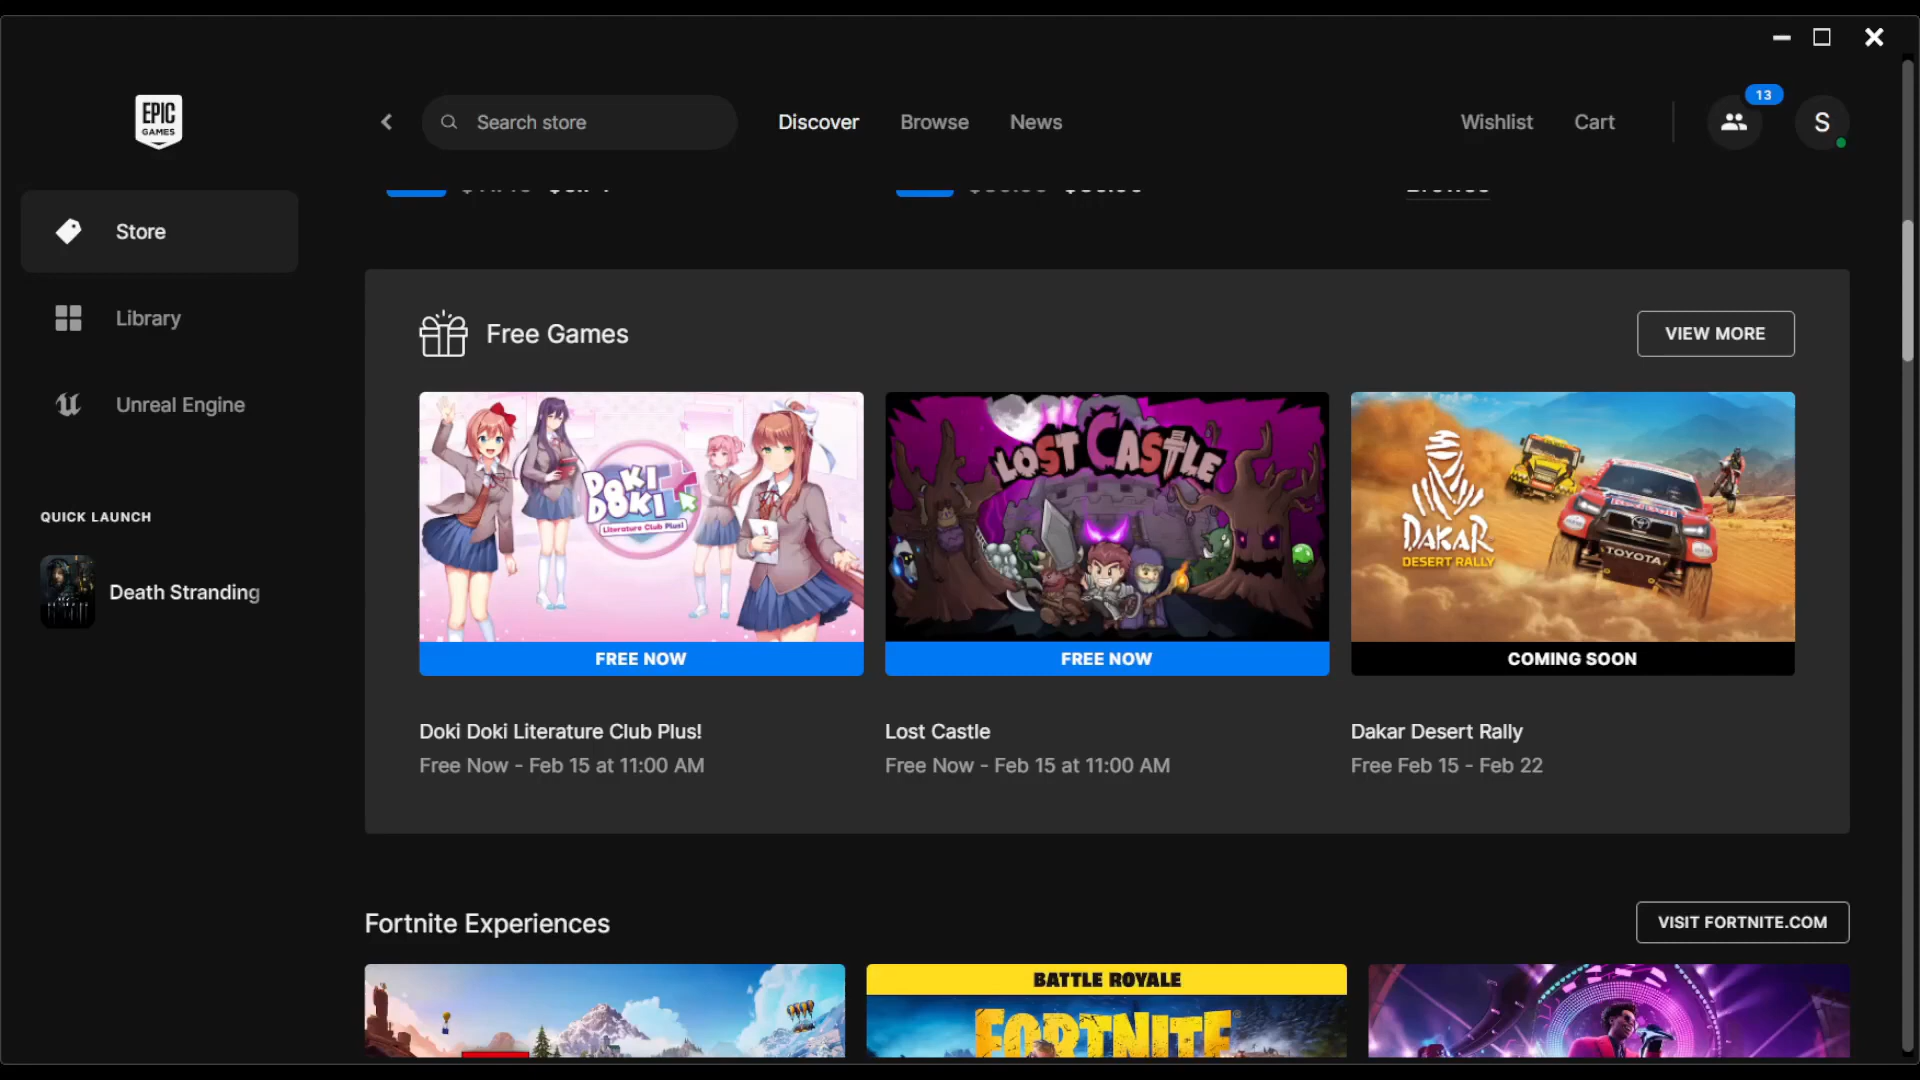 EPIC
GAMES
Search store
Discover
Browse
News
Wishlist
Cart
13
S
Store
Library
Unreal Engine
QUICK LAUNCH
Death Stranding
Free Games
VIEW MORE
DOKI
DOKI
Literature Club Plus!
FREE NOW
Doki Doki Literature Club Plus!
Free Now - Feb 15 at 11:00 AM
LOST CASTLE
FREE NOW
Lost Castle
Free Now - Feb 15 at 11:00 AM
DAKAR
DESERT RALLY
Red Bull
TOYOTA
COMING SOON
Dakar Desert Rally
Free Feb 15 - Feb 22
Fortnite Experiences
VISIT FORTNITE.COM
BATTLE ROYALE
FORTNITE